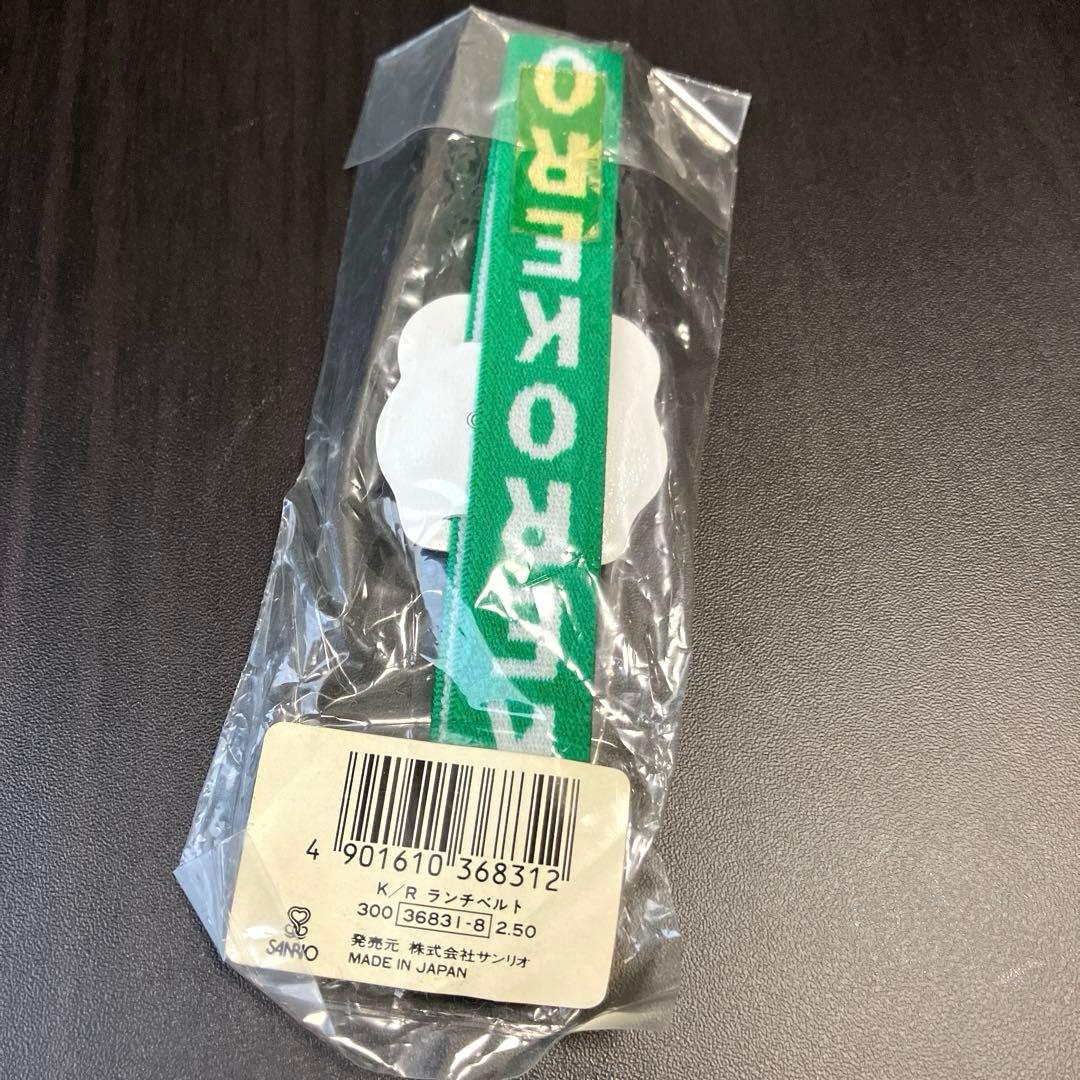 KEROKERO
©
4 901610 368312
K/R ランチベルト
300 36831-8 2.50
SANRIO
発売元 株式会社サンリオ
MADE IN JAPAN